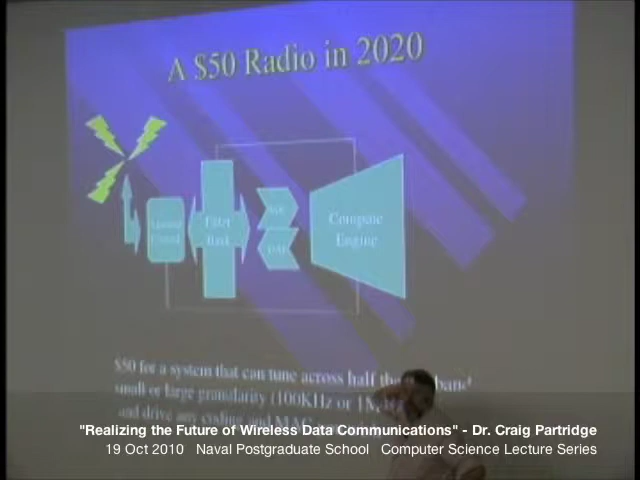 A $50 Radio in 2020
Filter
Bank
Compute
Engine
$50 for a system that can tune across half the band
small or large granularity (100KHz or 1M
and drive any coding and MAC
"Realizing the Future of Wireless Data Communications" - Dr. Craig Partridge
19 Oct 2010 Naval Postgraduate School Computer Science Lecture Series